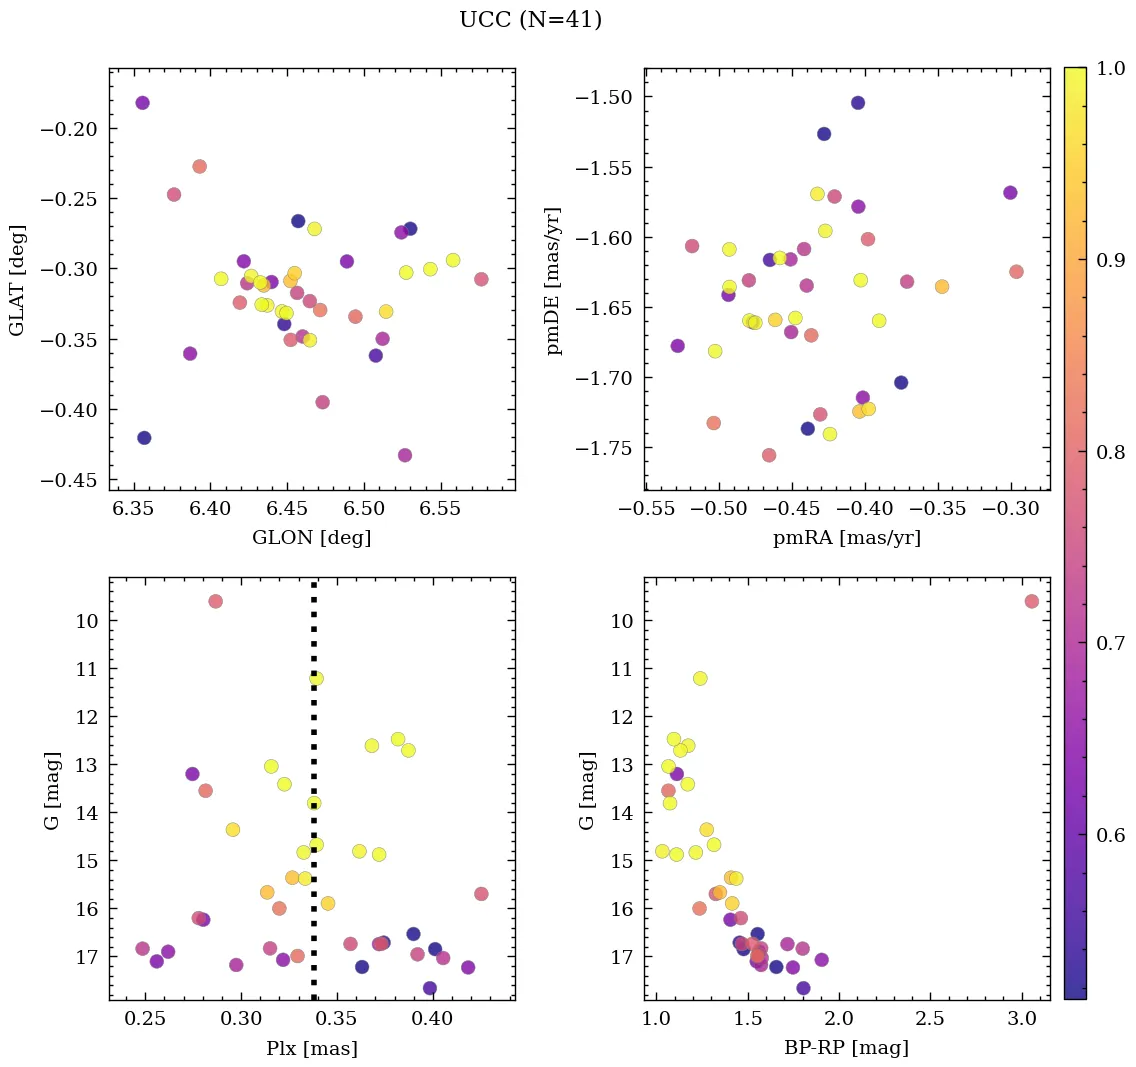 UCC (N=41)
−0.20
−0.25
−0.30
−0.35
−0.40
−0.45
GLAT [deg]
6.35 6.40 6.45 6.50 6.55
GLON [deg]
−1.50
−1.55
−1.60
−1.65
−1.70
−1.75
pmDE [mas/yr]
−0.55 −0.50 −0.45 −0.40 −0.35 −0.30
pmRA [mas/yr]
10
11
12
13
14
15
16
17
G [mag]
0.25 0.30 0.35 0.40
Plx [mas]
10
11
12
13
14
15
16
17
G [mag]
1.0 1.5 2.0 2.5 3.0
BP-RP [mag]
1.0
0.9
0.8
0.7
0.6